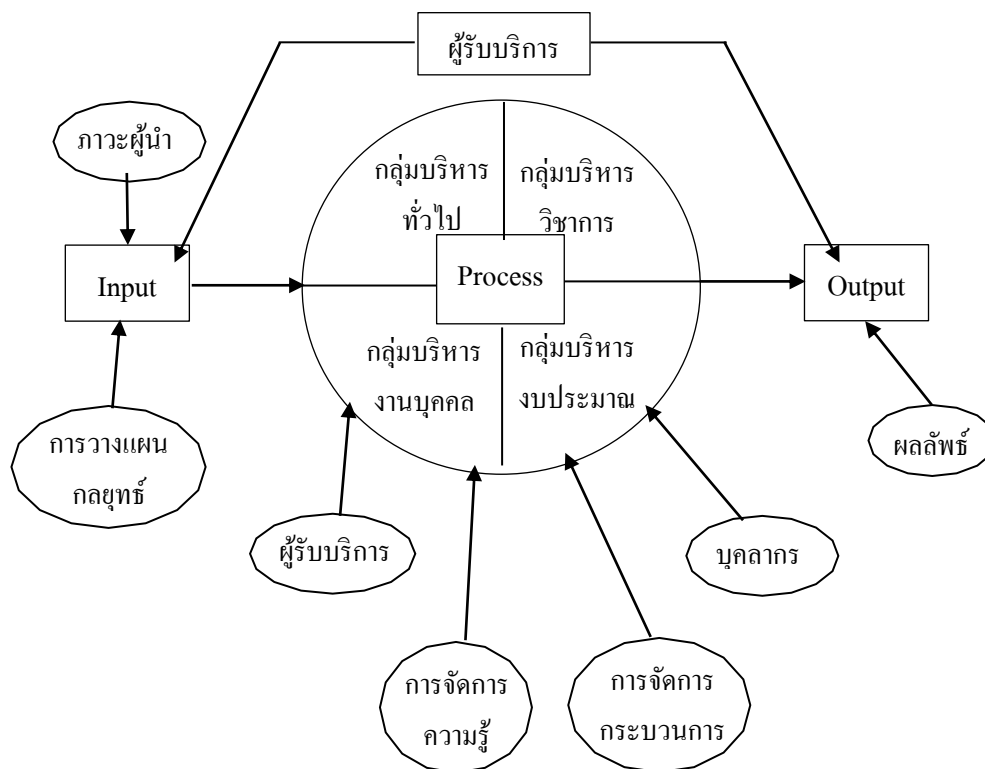 ผู้รับบริการ
ภาวะผู้นำ
กลุ่มบริหาร
ทั่วไป
กลุ่มบริหาร
วิชาการ
Input
Process
Output
กลุ่มบริหาร
งานบุคคล
กลุ่มบริหาร
งบประมาณ
การวางแผน
กลยุทธ์
ผลลัพธ์
ผู้รับบริการ
บุคลากร
การจัดการ
ความรู้
การจัดการ
กระบวนการ